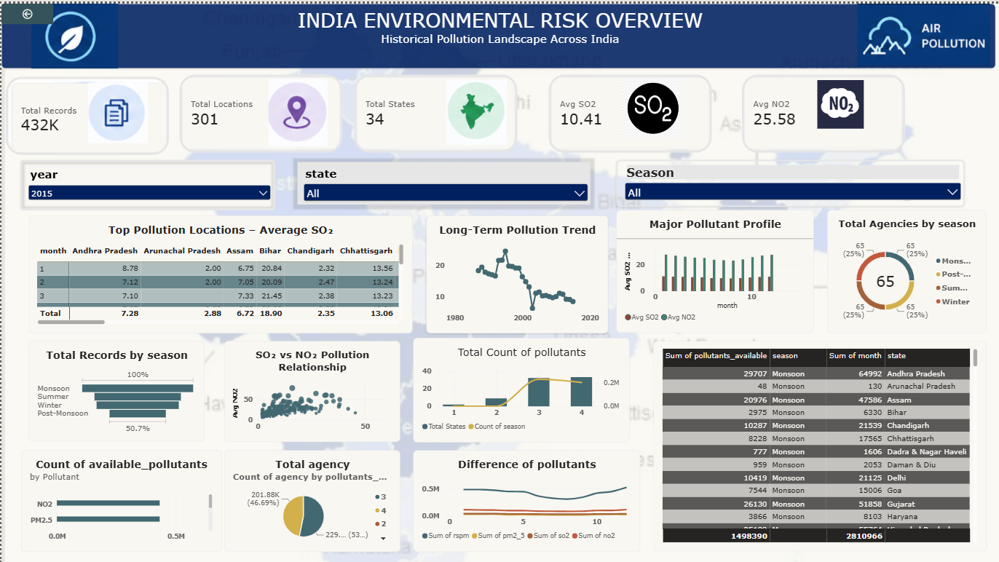 INDIA ENVIRONMENTAL RISK OVERVIEW
Historical Pollution Landscape Across India
AIR
POLLUTION
Total Records
432K
Total Locations
301
Total States
34
Avg SO2
10.41
SO2
Avg NO2
25.58
NO2
year
2015
state
All
Season
All
Top Pollution Locations – Average SO₂
month Andhra Pradesh Arunachal Pradesh Assam Bihar Chandigarh Chhattisgarh
1 8.78 2.00 6.75 20.84 2.32 13.56
2 7.12 2.00 7.05 20.09 2.47 13.24
3 7.10 7.33 21.45 2.38 13.23
Total 7.28 2.88 6.72 18.90 2.35 13.06
Long-Term Pollution Trend
20
10
1980 2000 2020
Major Pollutant Profile
Avg SO2 ...
20
0
0 10
month
Avg SO2 Avg NO2
Total Agencies by season
65 (25%)
65 (25%)
65 (25%)
65 (25%)
65
Mons...
Post-...
Sum...
Winter
Total Records by season
100%
Monsoon
Summer
Winter
Post-Monsoon
50.7%
SO₂ vs NO₂ Pollution
Relationship
Avg NO2
50
0
0 50
Total Count of pollutants
40
20
0
0.2M
0.0M
1 2 3 4
Total States Count of season
Sum of pollutants_available season Sum of month state
29707 Monsoon 64992 Andhra Pradesh
48 Monsoon 130 Arunachal Pradesh
20976 Monsoon 47586 Assam
2975 Monsoon 6330 Bihar
10287 Monsoon 21539 Chandigarh
8228 Monsoon 17565 Chhattisgarh
777 Monsoon 1606 Dadra & Nagar Haveli
959 Monsoon 2053 Daman & Diu
10419 Monsoon 21125 Delhi
7544 Monsoon 15006 Goa
26130 Monsoon 51858 Gujarat
3866 Monsoon 8103 Haryana
1498390 2810966
Count of available_pollutants
by Pollutant
NO2
PM2.5
0.0M 0.5M
Total agency
Count of agency by pollutants_...
201.88K
(46.69%)
229.... (53...)
3
4
2
Difference of pollutants
0.5M
0.0M
0 5 10
Sum of rspm Sum of pm2_5 Sum of so2 Sum of no2